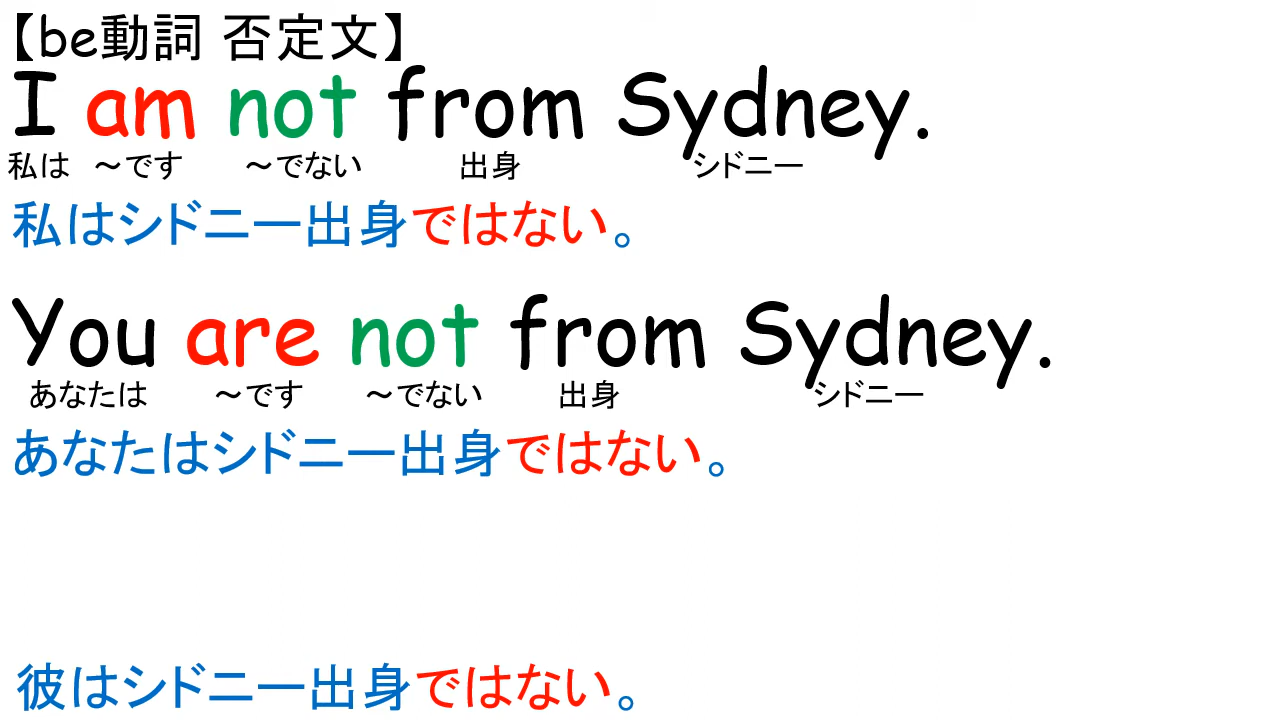 【be動詞 否定文】
I am not from Sydney.
私は ～です ～でない 出身 シドニー
私はシドニー出身ではない。
You are not from Sydney.
あなたは ～です ～でない 出身 シドニー
あなたはシドニー出身ではない。
彼はシドニー出身ではない。